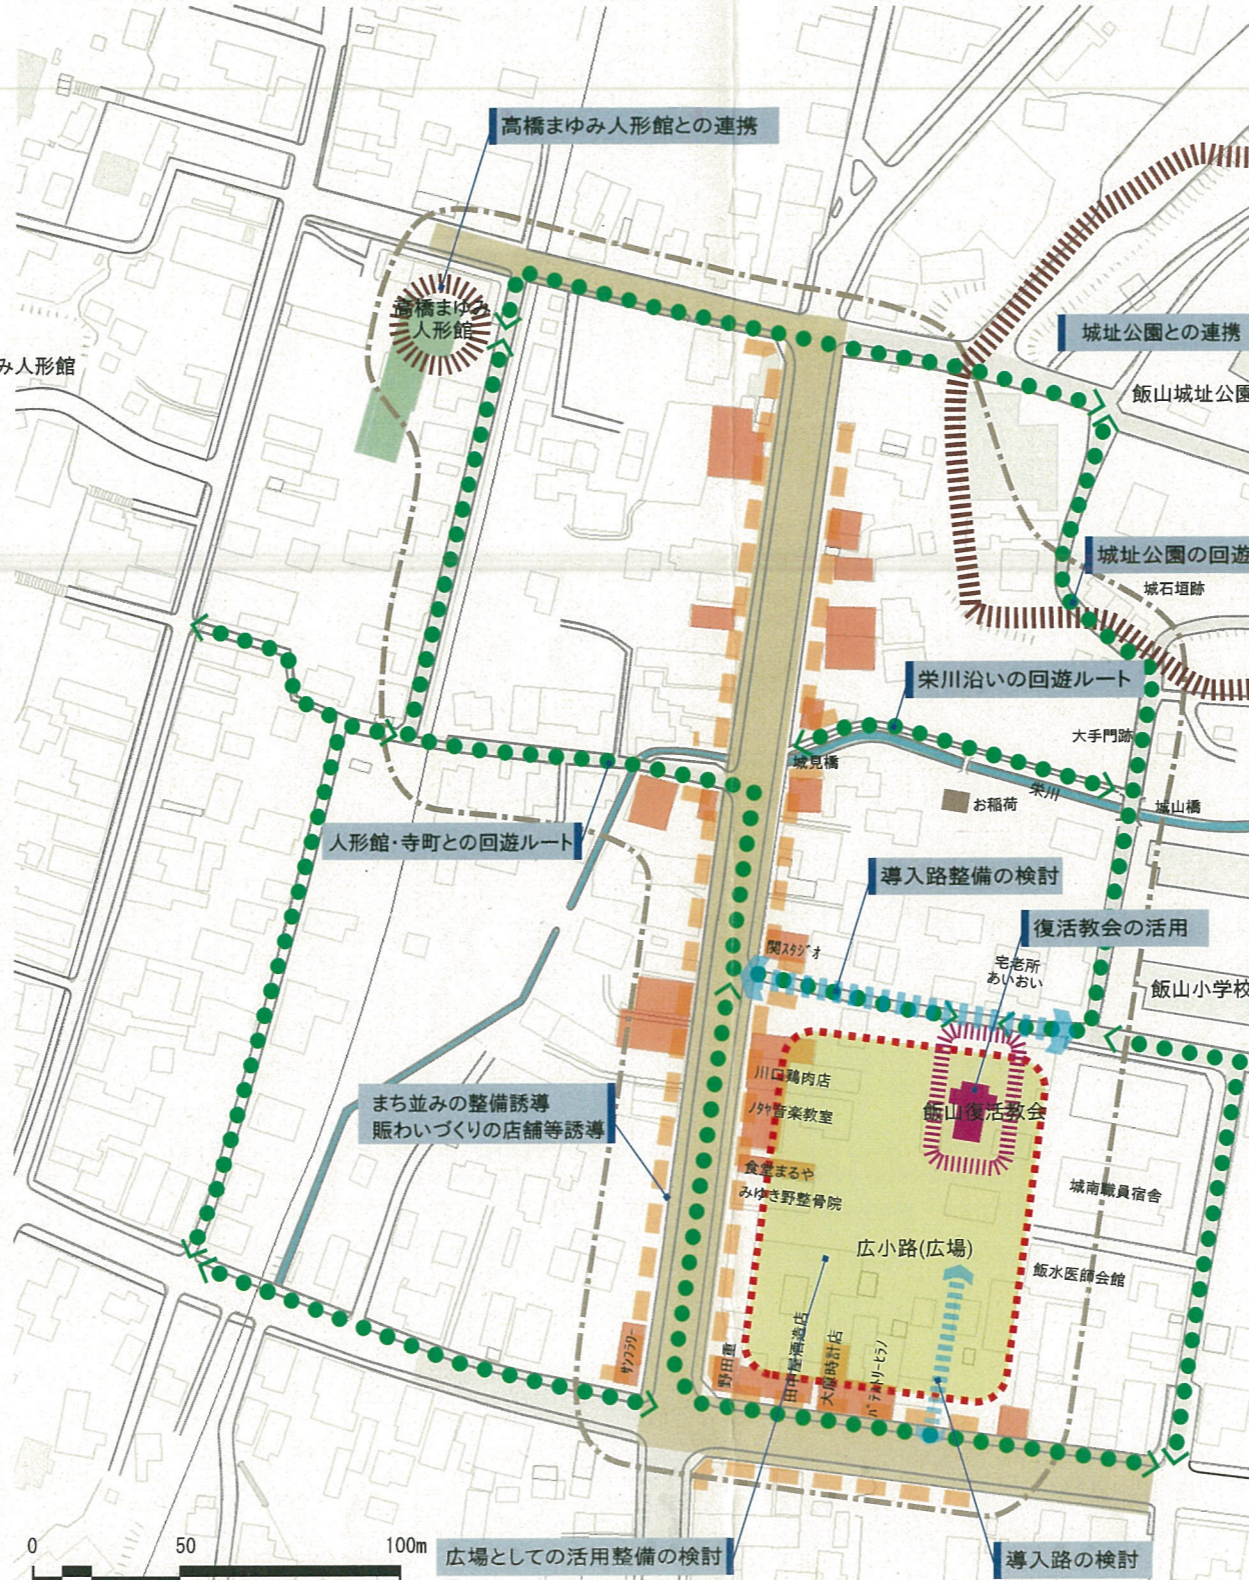 高橋まゆみ人形館との連携
高橋まゆみ
人形館
み人形館
城址公園との連携
飯山城址公園
城址公園の回遊
城石垣跡
栄川沿いの回遊ルート
大手門跡
城見橋
栄川
お稲荷
城山橋
人形館・寺町との回遊ルート
導入路整備の検討
復活教会の活用
関スタジオ
宅老所
あいおい
飯山小学校
川口鶏肉店
まち並みの整備誘導
賑わいづくりの店舗等誘導
ノタヤ音楽教室
飯山復活教会
食堂まるや
みゆき野整骨院
城南職員宿舎
広小路(広場)
飯水医師会館
サンフラワー
野田重
田中屋酒造店
大塚時計店
0 50 100m
広場としての活用整備の検討
導入路の検討